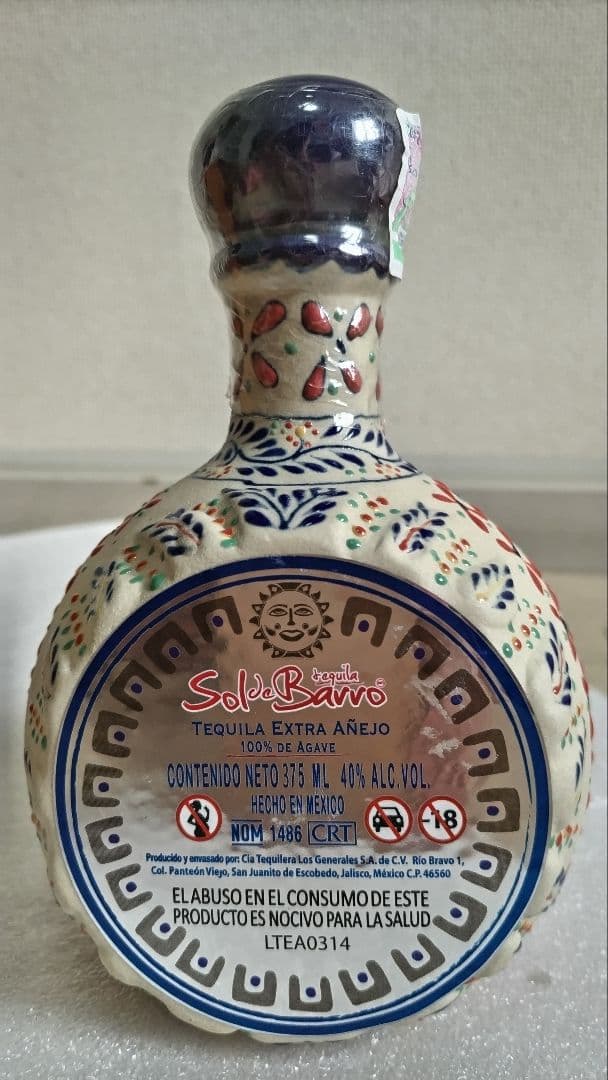 tequila
Sol de Barro
TEQUILA EXTRA AÑEJO
100% DE AGAVE
CONTENIDO NETO 375 ML 40% ALC. VOL.
HECHO EN MÉXICO
-18
NOM 1486 CRT
Producido y envasado por: Cia Tequilera Los Generales S.A. de C.V. Río Bravo 1,
Col. Panteón Viejo, San Juanito de Escobedo, Jalisco, México C.P. 46560
EL ABUSO EN EL CONSUMO DE ESTE
PRODUCTO ES NOCIVO PARA LA SALUD
LTEA0314